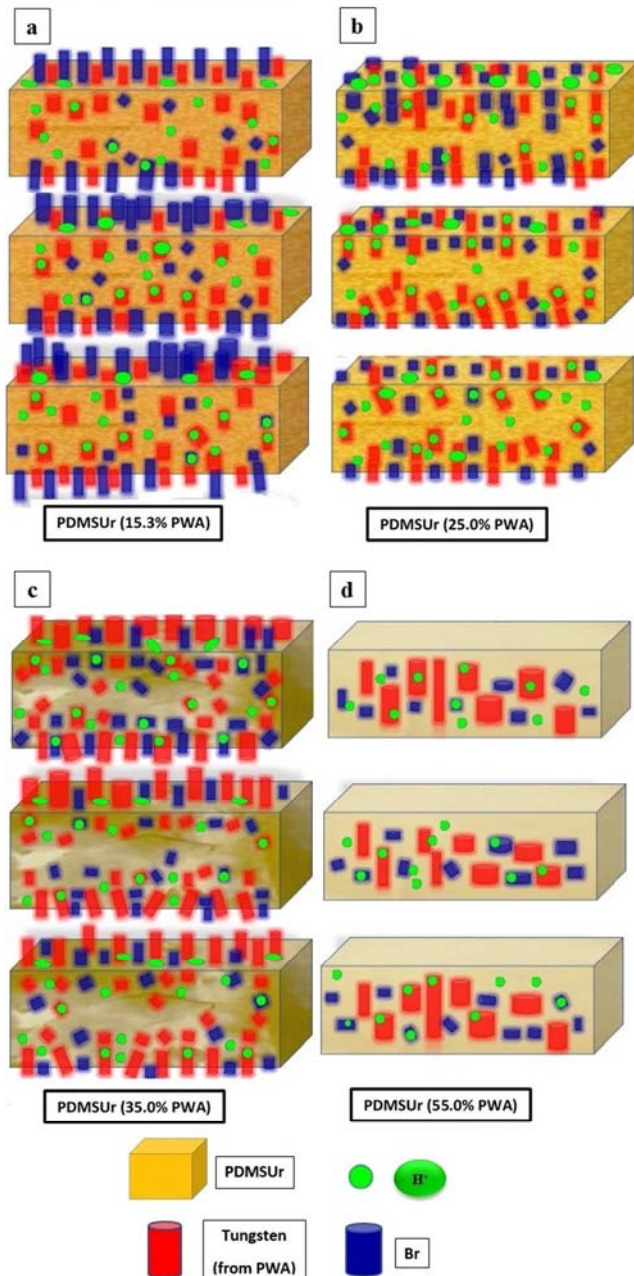 a
b
PDMSUr (15.3% PWA)
PDMSUr (25.0% PWA)
c
d
PDMSUr (35.0% PWA)
PDMSUr (55.0% PWA)
PDMSUr
H⁺
Tungsten
(from PWA)
Br